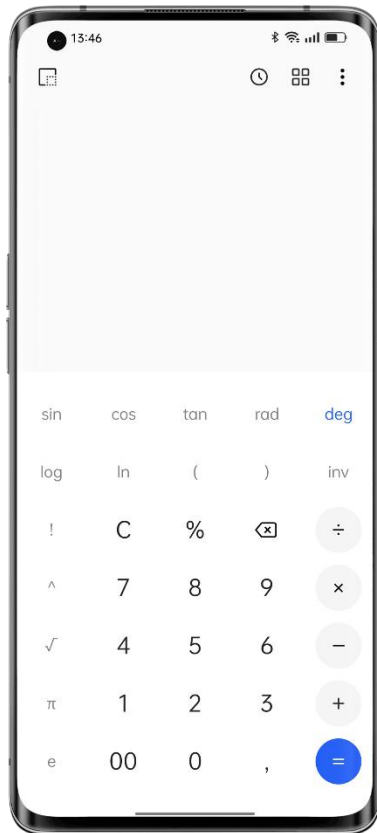 13:46
sin cos tan rad deg
log ln ( ) inv
! C % ÷
^ 7 8 9 ×
√ 4 5 6 −
π 1 2 3 +
e 00 0 , =